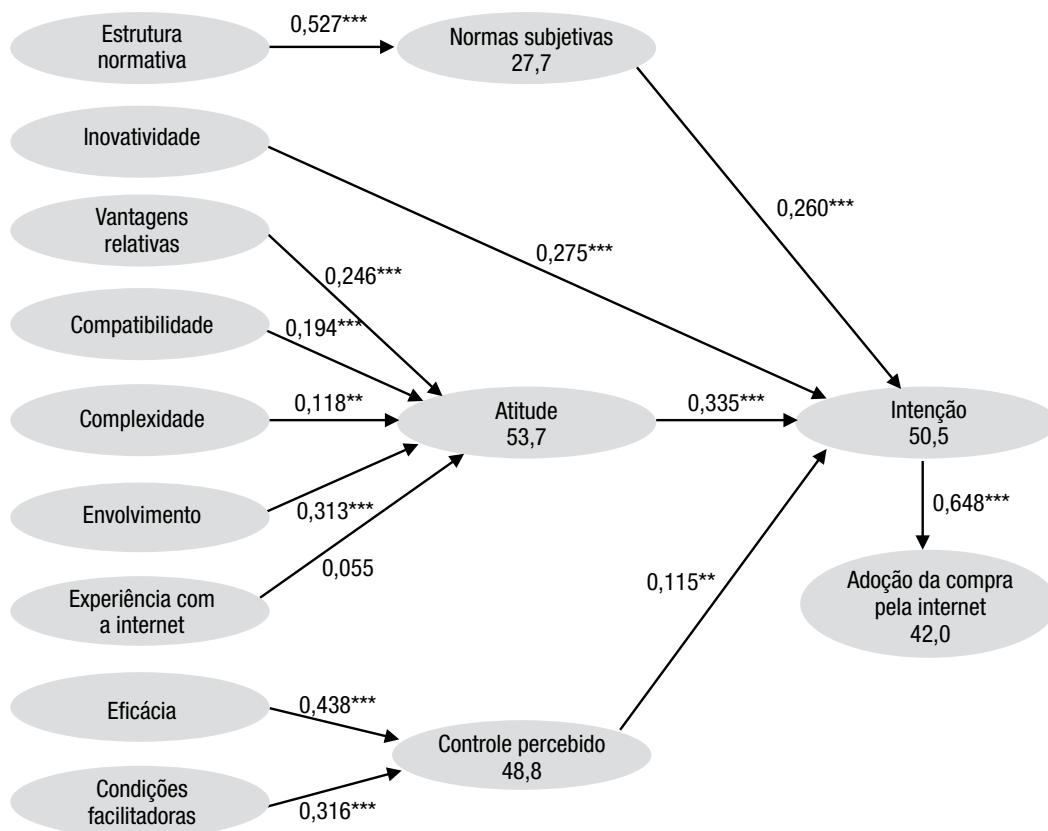 Estrutura
normativa
0,527***
Normas subjetivas
27,7
Inovatividade
0,260***
Vantagens
relativas
0,275***
0,246***
Compatibilidade
0,194***
Complexidade
0,118**
Atitude
53,7
0,335***
Intenção
50,5
Envolvimento
0,313***
0,648***
Experiência com
a internet
0,055
0,115**
Adoção da compra
pela internet
42,0
Eficácia
0,438***
Controle percebido
48,8
Condições
facilitadoras
0,316***